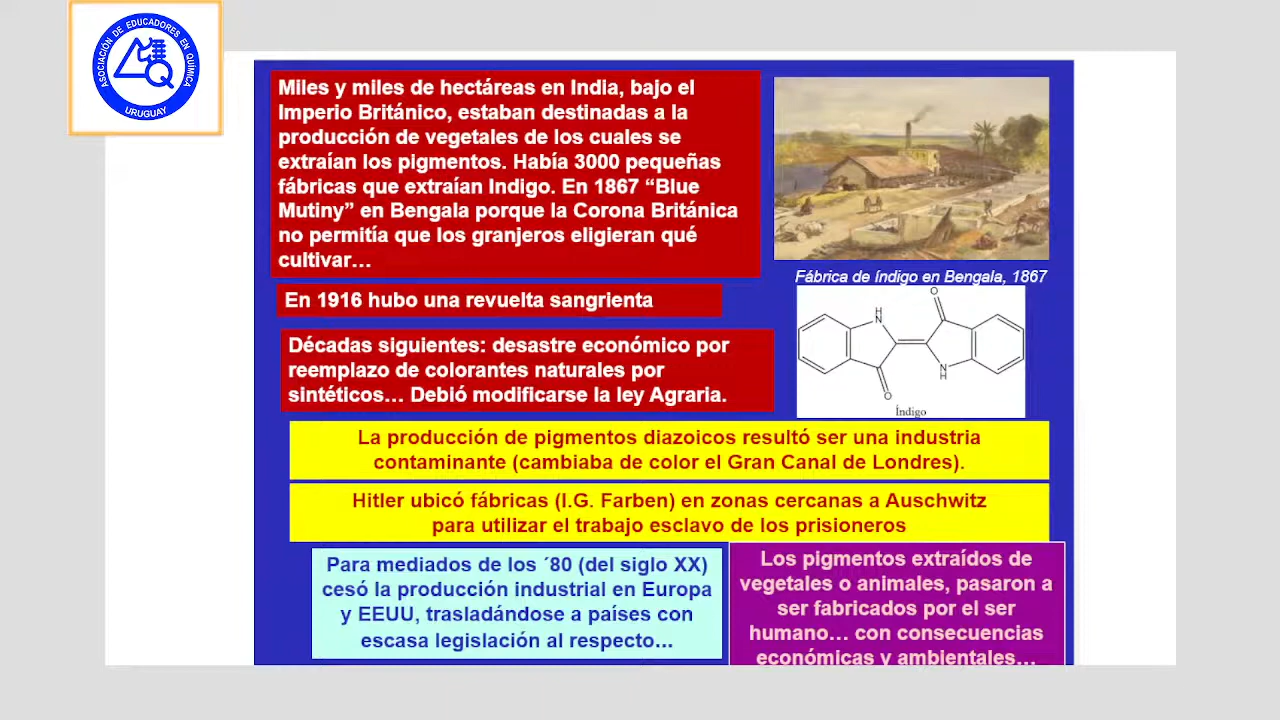 ASOCIACIÓN DE EDUCADORES EN QUIMICA
URUGUAY
Miles y miles de hectáreas en India, bajo el
Imperio Británico, estaban destinadas a la
producción de vegetales de los cuales se
extraían los pigmentos. Había 3000 pequeñas
fábricas que extraían Indigo. En 1867 “Blue
Mutiny” en Bengala porque la Corona Británica
no permitía que los granjeros eligieran qué
cultivar…
Fábrica de índigo en Bengala, 1867
En 1916 hubo una revuelta sangrienta
O
H
N
N
H
O
Índigo
Décadas siguientes: desastre económico por
reemplazo de colorantes naturales por
sintéticos… Debió modificarse la ley Agraria.
La producción de pigmentos diazoicos resultó ser una industria
contaminante (cambiaba de color el Gran Canal de Londres).
Hitler ubicó fábricas (I.G. Farben) en zonas cercanas a Auschwitz
para utilizar el trabajo esclavo de los prisioneros
Para mediados de los ´80 (del siglo XX)
cesó la producción industrial en Europa
y EEUU, trasladándose a países con
escasa legislación al respecto...
Los pigmentos extraídos de
vegetales o animales, pasaron a
ser fabricados por el ser
humano… con consecuencias
económicas y ambientales…